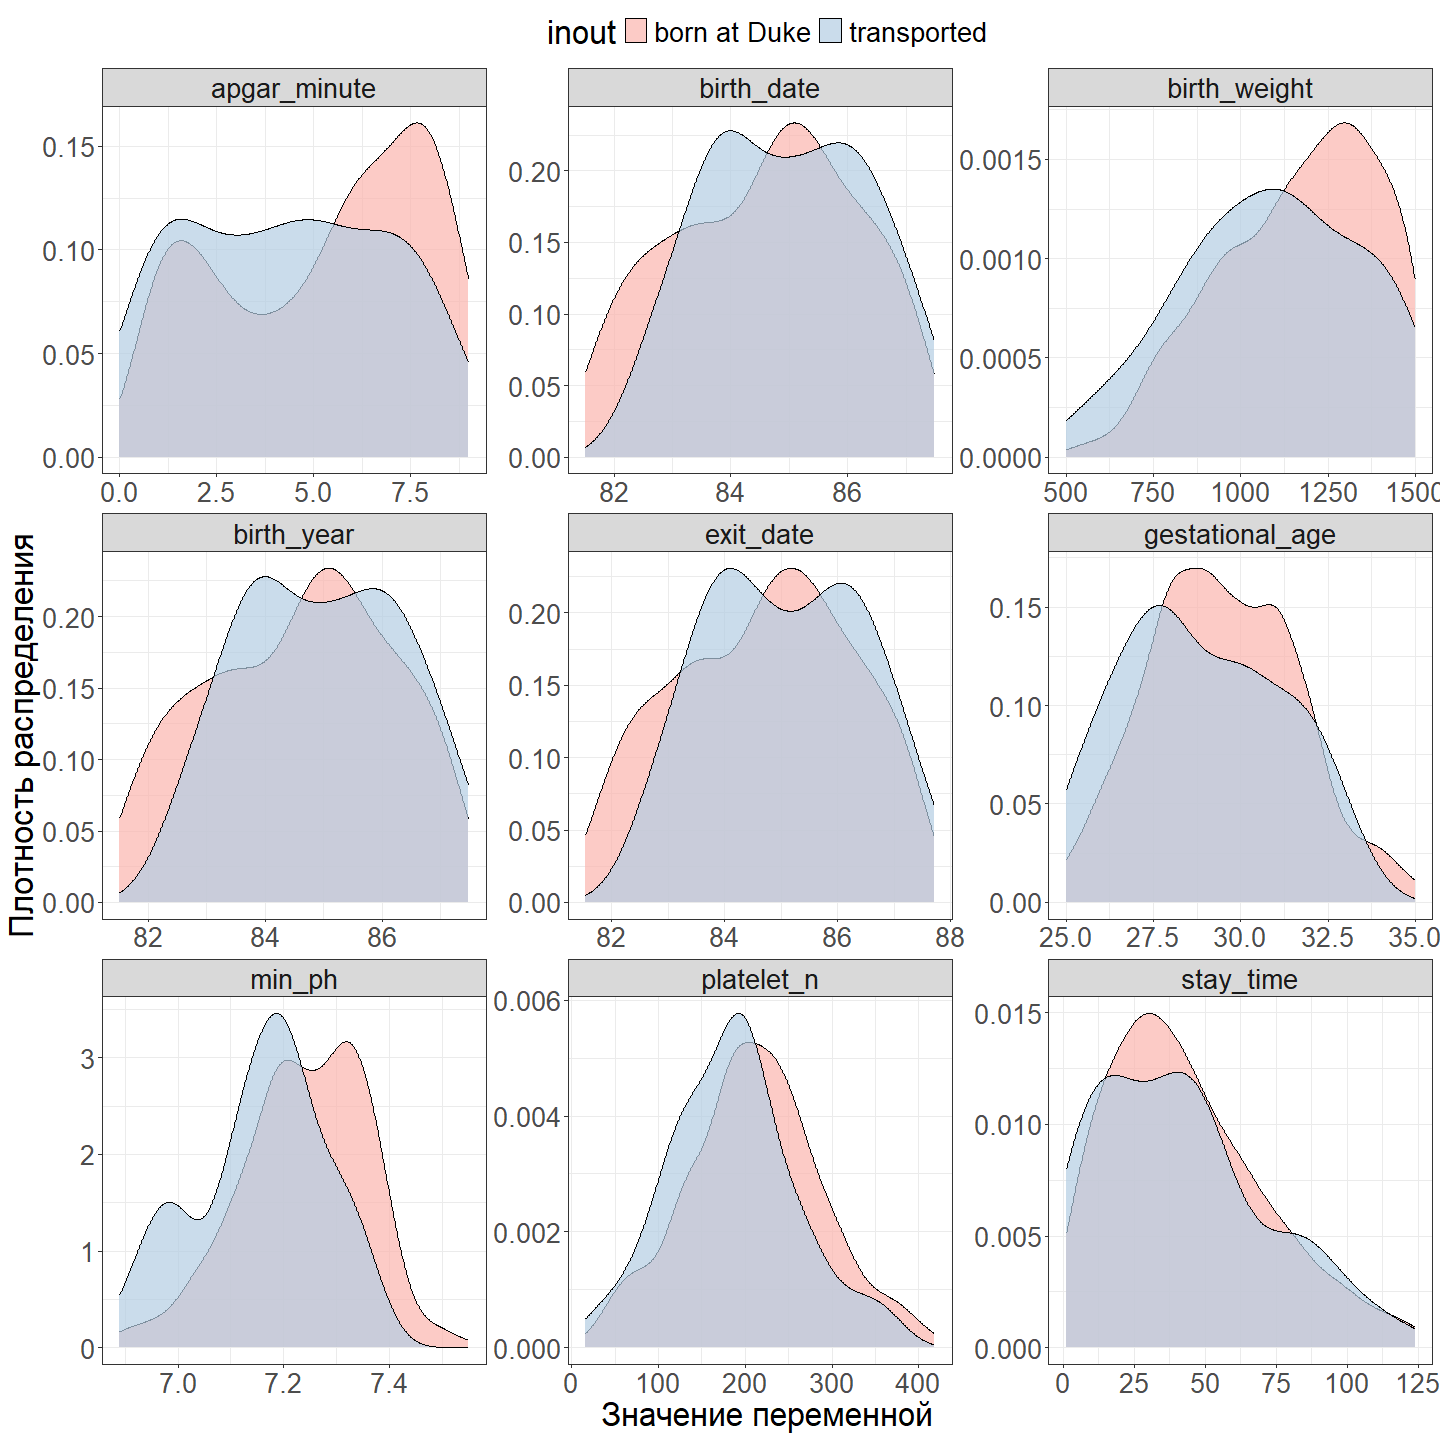 inout born at Duke transported
apgar_minute birth_date birth_weight
0.15
0.10
0.05
0.00
0.20
0.15
0.10
0.05
0.00
0.0015
0.0010
0.0005
0.0000
0.0 2.5 5.0 7.5
82 84 86
500 750 1000 1250 1500
Плотность распределения
birth_year exit_date gestational_age
0.20
0.15
0.10
0.05
0.00
0.20
0.15
0.10
0.05
0.00
0.15
0.10
0.05
0.00
82 84 86
82 84 86 88
25.0 27.5 30.0 32.5 35.0
min_ph platelet_n stay_time
3
2
1
0
0.006
0.004
0.002
0.000
0.015
0.010
0.005
0.000
7.0 7.2 7.4
0 100 200 300 400
0 25 50 75 100 125
Значение переменной